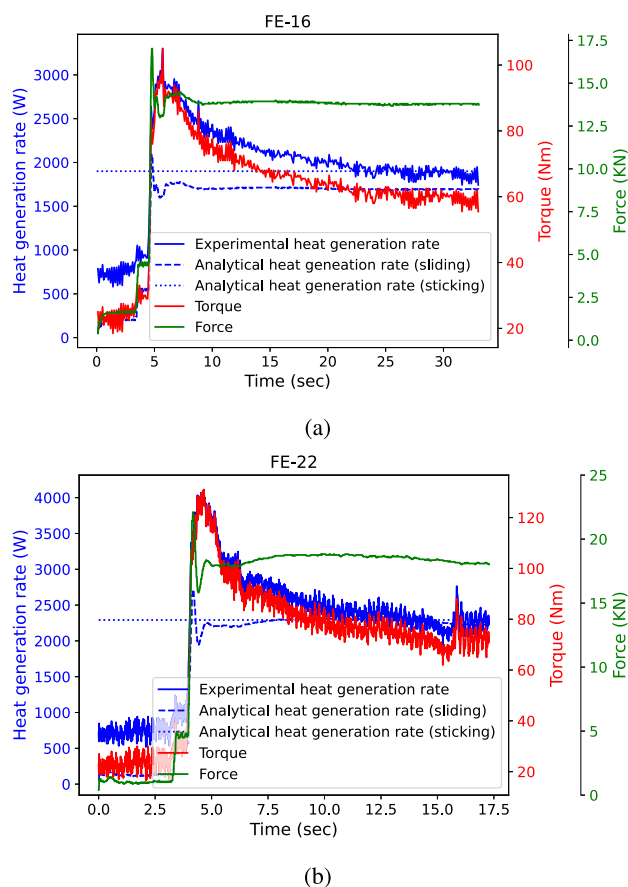 FE-16
Heat generation rate (W)
3000
2500
2000
1500
1000
500
0
0 5 10 15 20 25 30
Time (sec)
Experimental heat generation rate
Analytical heat geneation rate (sliding)
Analytical heat generation rate (sticking)
Torque
Force
100
80
60
40
20
Torque (Nm)
17.5
15.0
12.5
10.0
7.5
5.0
2.5
0.0
Force (KN)
(a)
FE-22
Heat generation rate (W)
4000
3500
3000
2500
2000
1500
1000
500
0
0.0 2.5 5.0 7.5 10.0 12.5 15.0 17.5
Time (sec)
Experimental heat generation rate
Analytical heat generation rate (sliding)
Analytical heat generation rate (sticking)
Torque
Force
120
100
80
60
40
20
Torque (Nm)
25
20
15
10
5
0
Force (KN)
(b)